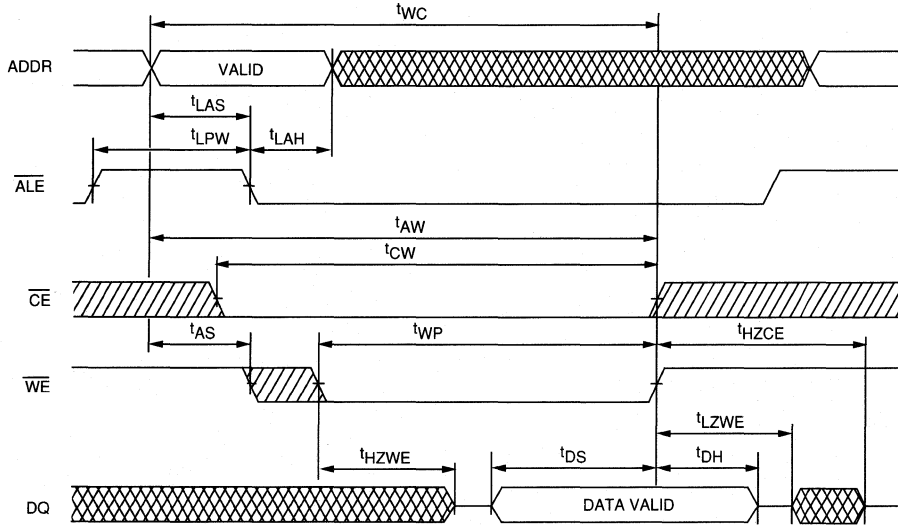 tWC
ADDR
VALID
tLAS
tLPW
tLAH
ALE
tAW
tCW
CE
tAS
tWP
tHZCE
WE
tLZWE
tHZWE
tDS
tDH
DQ
DATA VALID